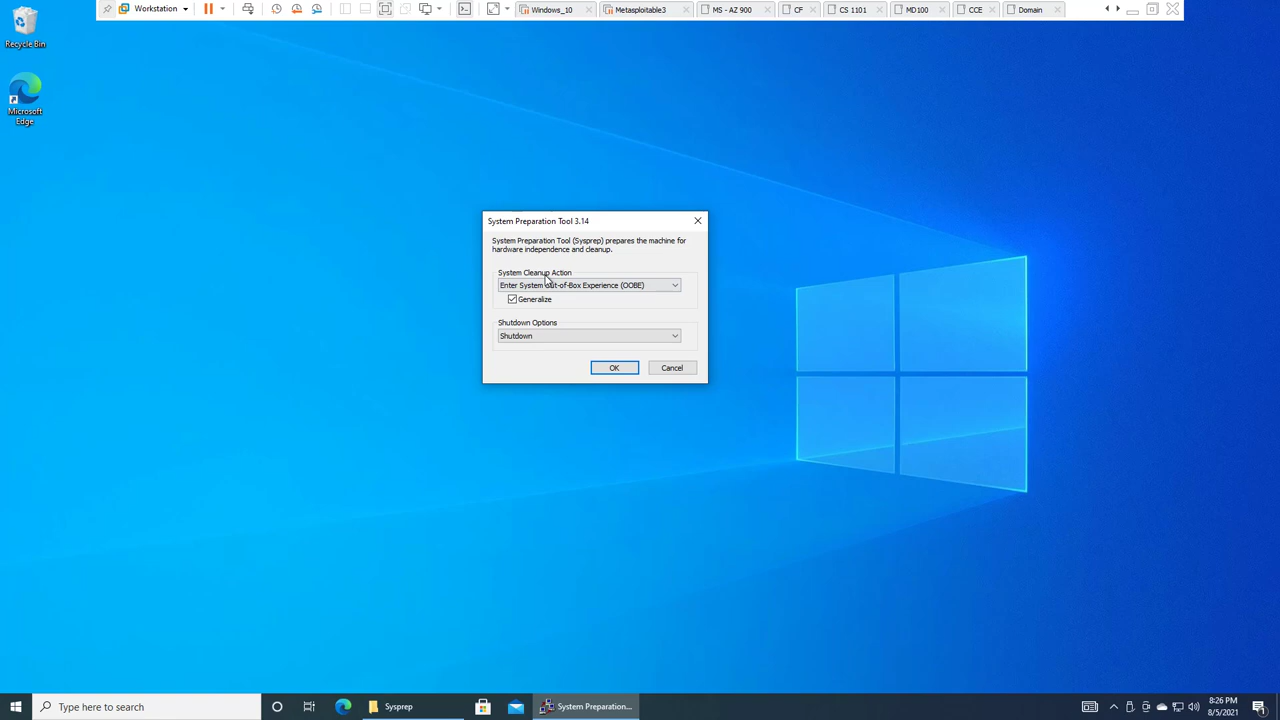 Workstation
Windows_10
Metasploitable3
MS - AZ 900
CF
CS 1101
MD100
CCE
Domain
Recycle Bin
Microsoft
Edge
System Preparation Tool 3.14
System Preparation Tool (Sysprep) prepares the machine for
hardware independence and cleanup.
System Cleanup Action
Enter System Out-of-Box Experience (OOBE)
Generalize
Shutdown Options
Shutdown
OK
Cancel
Type here to search
Sysprep
System Preparation...
8:26 PM
8/5/2021
1